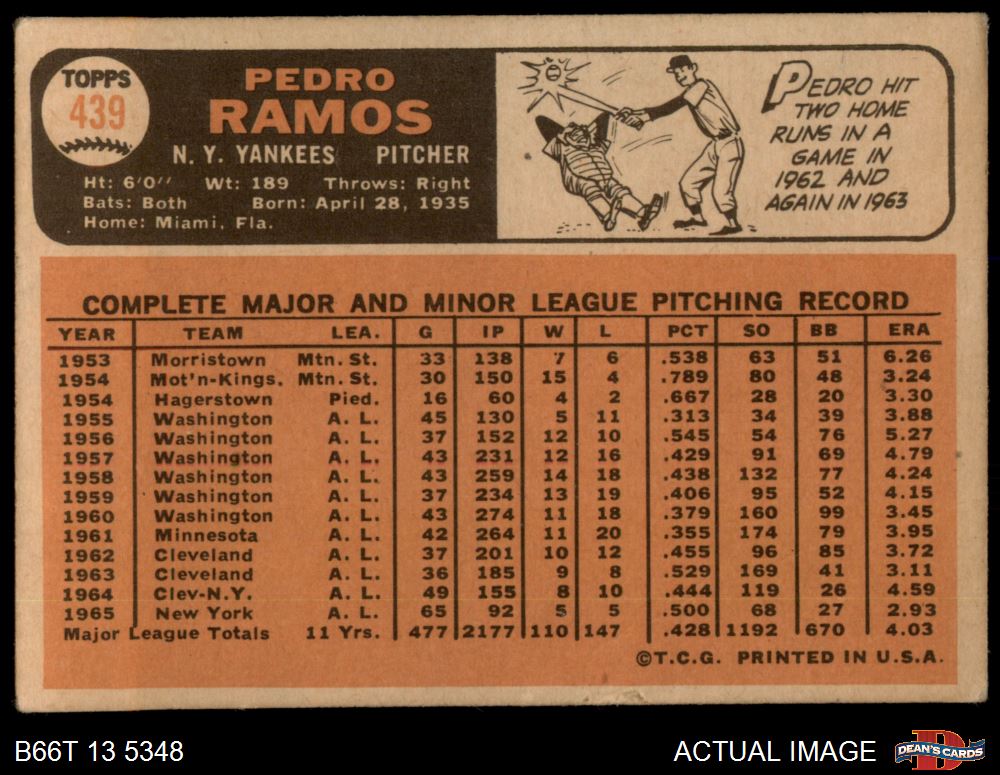 TOPPS
439
PEDRO
RAMOS
N. Y. YANKEES PITCHER
Ht: 6'0" Wt: 189 Throws: Right
Bats: Both Born: April 28, 1935
Home: Miami, Fla.
PEDRO HIT
TWO HOME
RUNS IN A
GAME IN
1962 AND
AGAIN IN 1963
COMPLETE MAJOR AND MINOR LEAGUE PITCHING RECORD
YEAR TEAM LEA. G IP W L PCT SO BB ERA
1953 Morristown Mtn. St. 33 138 7 6 .538 63 51 6.26
1954 Mot'n-Kings. Mtn. St. 30 150 15 4 .789 80 48 3.24
1954 Hagerstown Pied. 16 60 4 2 .667 28 20 3.30
1955 Washington A. L. 45 130 5 11 .313 34 39 3.88
1956 Washington A. L. 37 152 12 10 .545 54 76 5.27
1957 Washington A. L. 43 231 12 16 .429 91 69 4.79
1958 Washington A. L. 43 259 14 18 .438 132 77 4.24
1959 Washington A. L. 37 234 13 19 .406 95 52 4.15
1960 Washington A. L. 43 274 11 18 .379 160 99 3.45
1961 Minnesota A. L. 42 264 11 20 .355 174 79 3.95
1962 Cleveland A. L. 37 201 10 12 .455 96 85 3.72
1963 Cleveland A. L. 36 185 9 8 .529 169 41 3.11
1964 Clev-N.Y. A. L. 49 155 8 10 .444 119 26 4.59
1965 New York A. L. 65 92 5 5 .500 68 27 2.93
Major League Totals 11 Yrs. 477 2177 110 147 .428 1192 670 4.03
©T.C.G. PRINTED IN U.S.A.
B66T 13 5348
ACTUAL IMAGE
DEAN'S CARDS